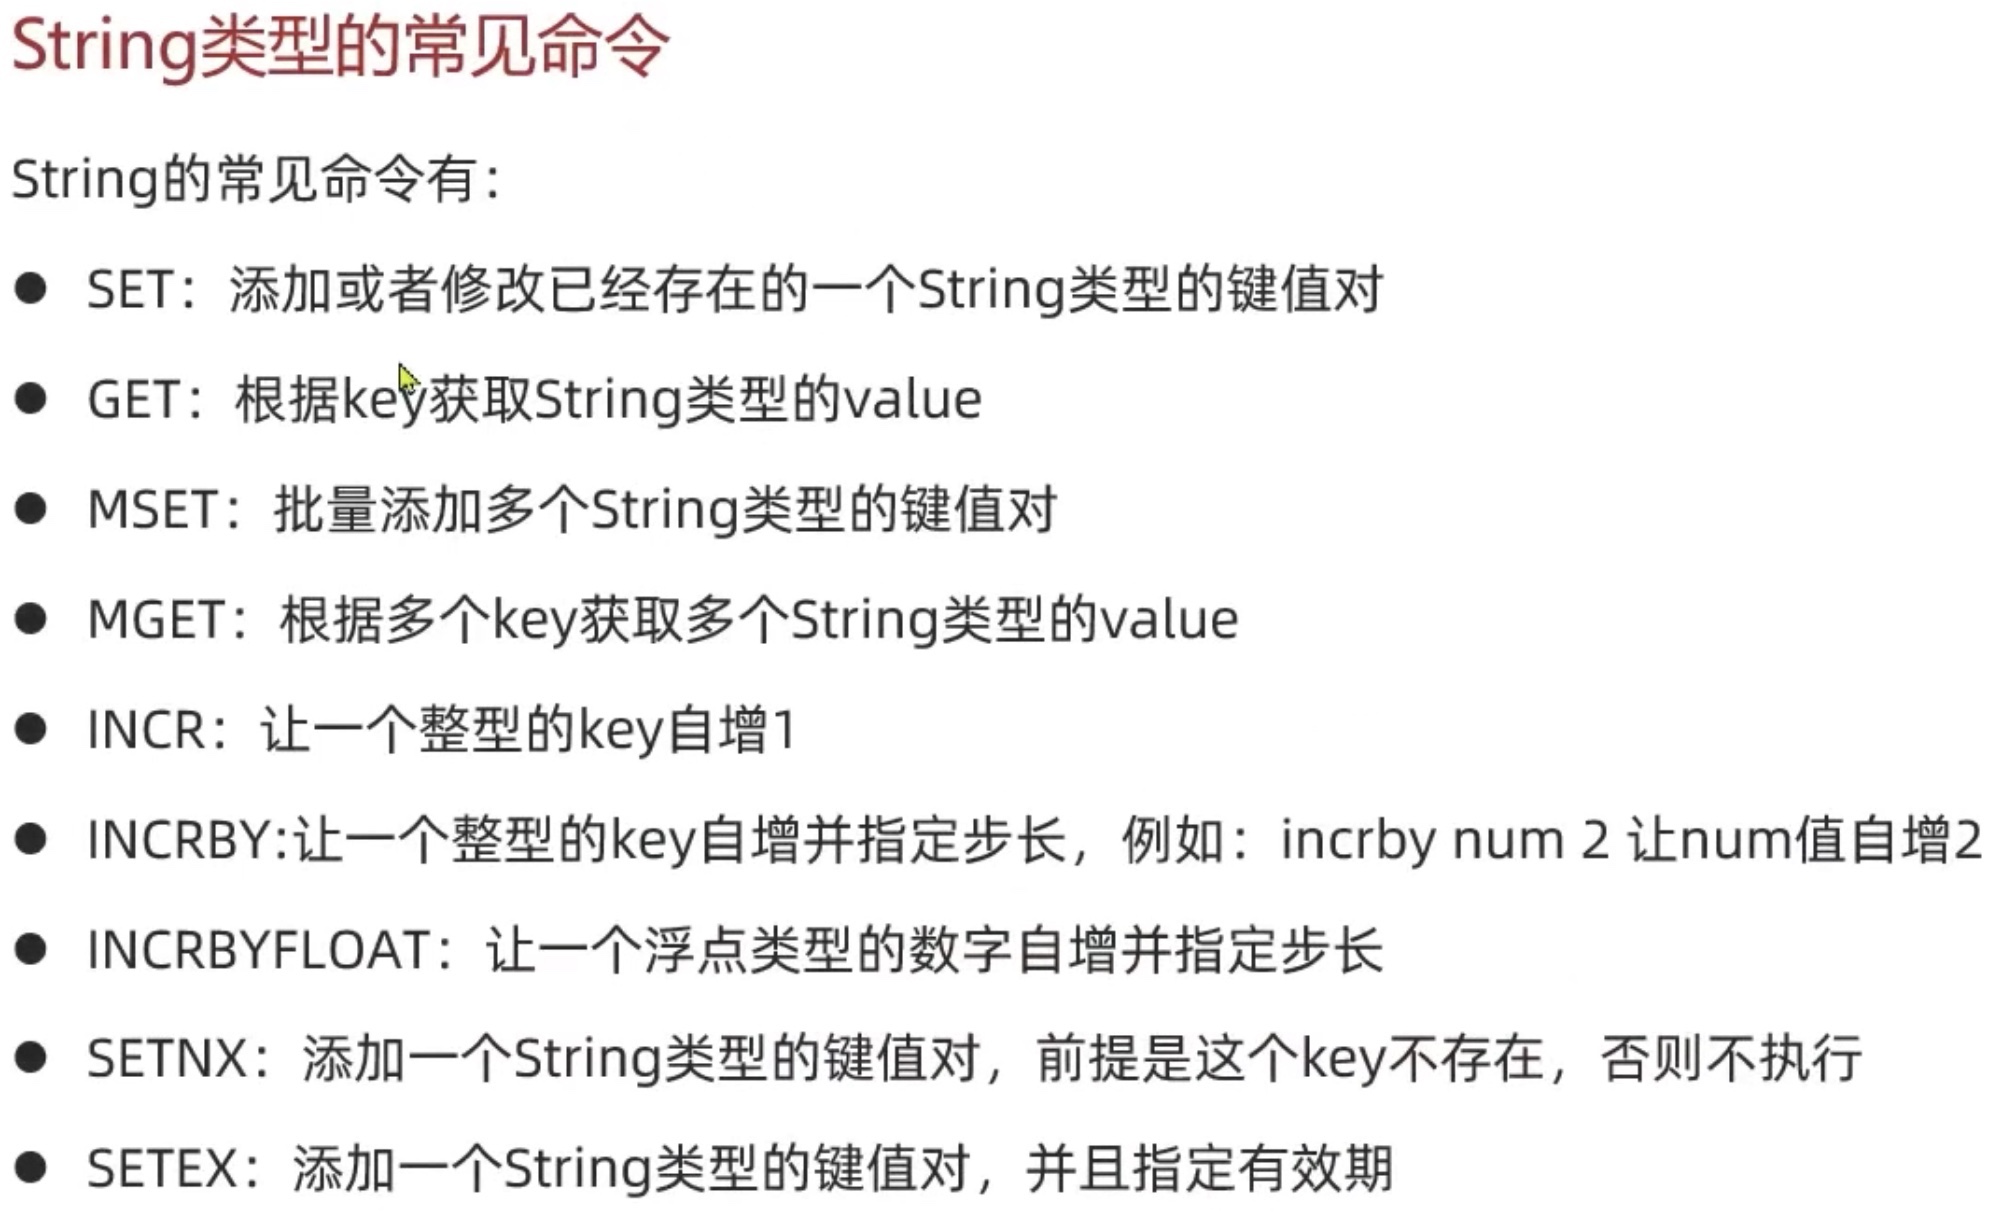 String类型的常见命令
String的常见命令有：
● SET：添加或者修改已经存在的一个String类型的键值对
● GET：根据key获取String类型的value
● MSET：批量添加多个String类型的键值对
● MGET：根据多个key获取多个String类型的value
● INCR：让一个整型的key自增1
● INCRBY:让一个整型的key自增并指定步长，例如：incrby num 2 让num值自增2
● INCRBYFLOAT：让一个浮点类型的数字自增并指定步长
● SETNX：添加一个String类型的键值对，前提是这个key不存在，否则不执行
● SETEX：添加一个String类型的键值对，并且指定有效期